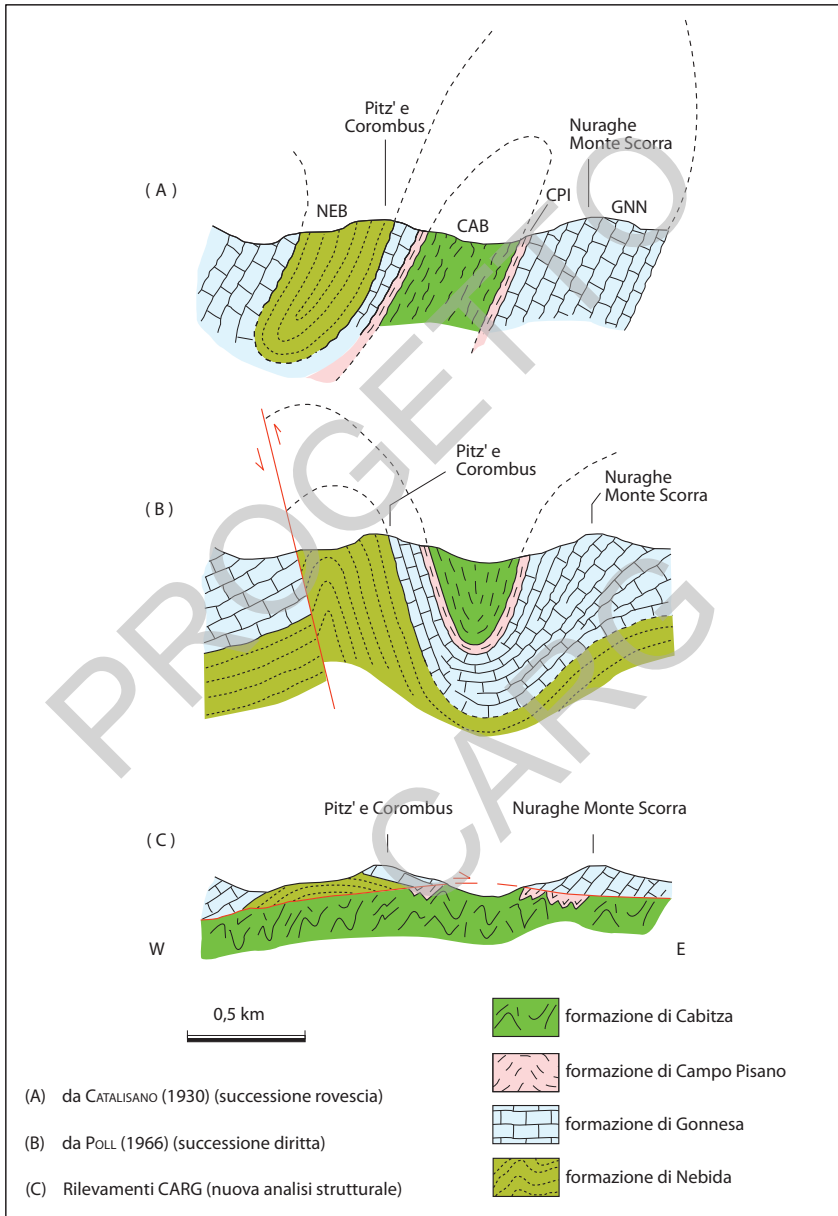 Pitz' e
Corombus
Nuraghe
Monte Scorra
(A)
NEB
CAB
CPI
GNN
Pitz' e
Corombus
Nuraghe
Monte Scorra
(B)
Pitz' e Corombus
Nuraghe Monte Scorra
(C)
W
E
0,5 km
formazione di Cabitza
formazione di Campo Pisano
formazione di Gonnesa
formazione di Nebida
(A) da CATALISANO (1930) (successione rovescia)
(B) da POLL (1966) (successione diritta)
(C) Rilevamenti CARG (nuova analisi strutturale)
PROGETTO
CARG